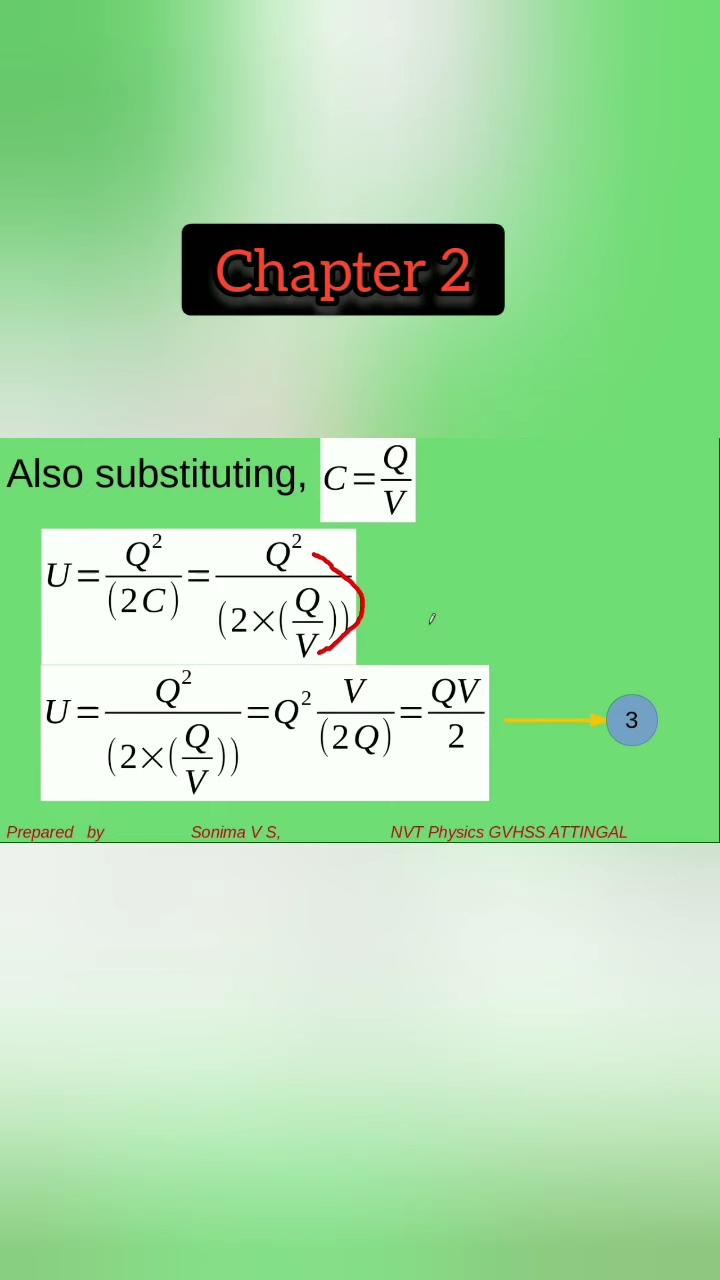 Chapter 2
Also substituting, C=Q/V
U=Q²/(2C)=Q²/(2×(Q/V))
U=Q²/(2×(Q/V))=Q² V/(2Q)=QV/2
3
Prepared by Sonima V S, NVT Physics GVHSS ATTINGAL